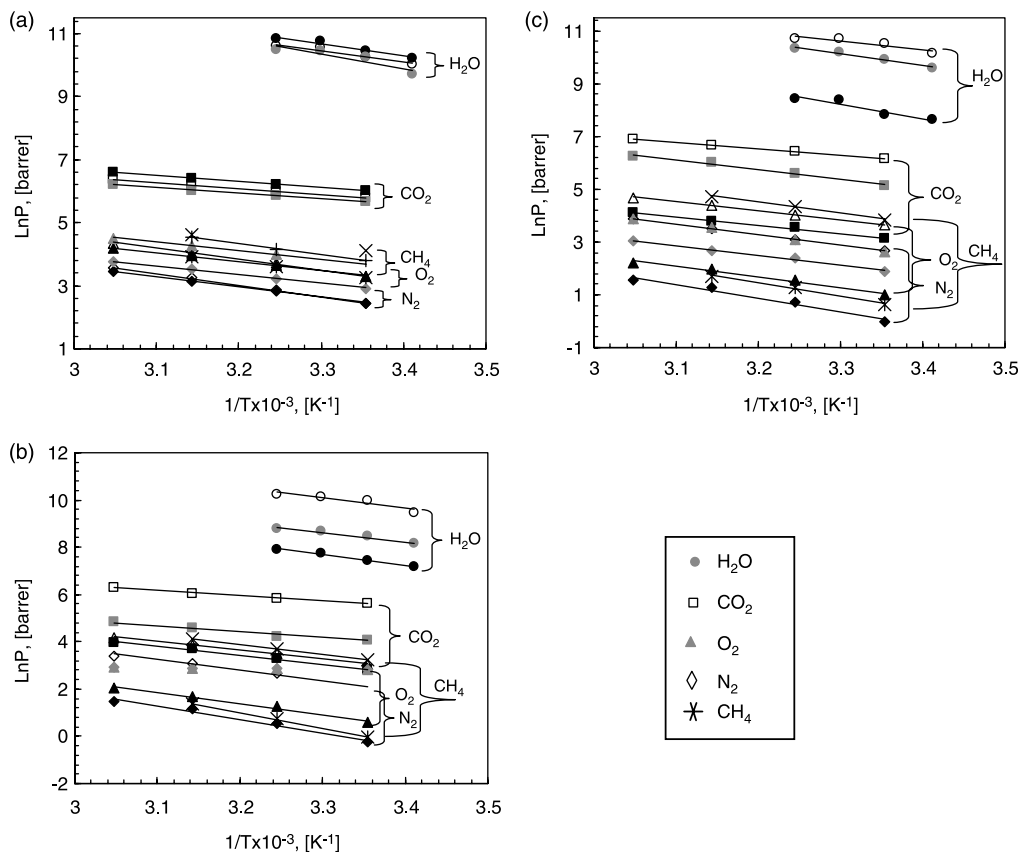 (a)
11
9
7
5
3
1
LnP, [barrer]
3
3.1
3.2
3.3
3.4
3.5
1/Tx10⁻³, [K⁻¹]
H₂O
CO₂
CH₄
O₂
N₂
(c)
11
9
7
5
3
1
-1
LnP, [barrer]
3
3.1
3.2
3.3
3.4
3.5
1/Tx10⁻³, [K⁻¹]
H₂O
CO₂
O₂
CH₄
N₂
(b)
12
10
8
6
4
2
0
-2
LnP, [barrer]
3
3.1
3.2
3.3
3.4
3.5
1/Tx10⁻³, [K⁻¹]
H₂O
CO₂
CH₄
O₂
N₂
H₂O
CO₂
O₂
N₂
CH₄